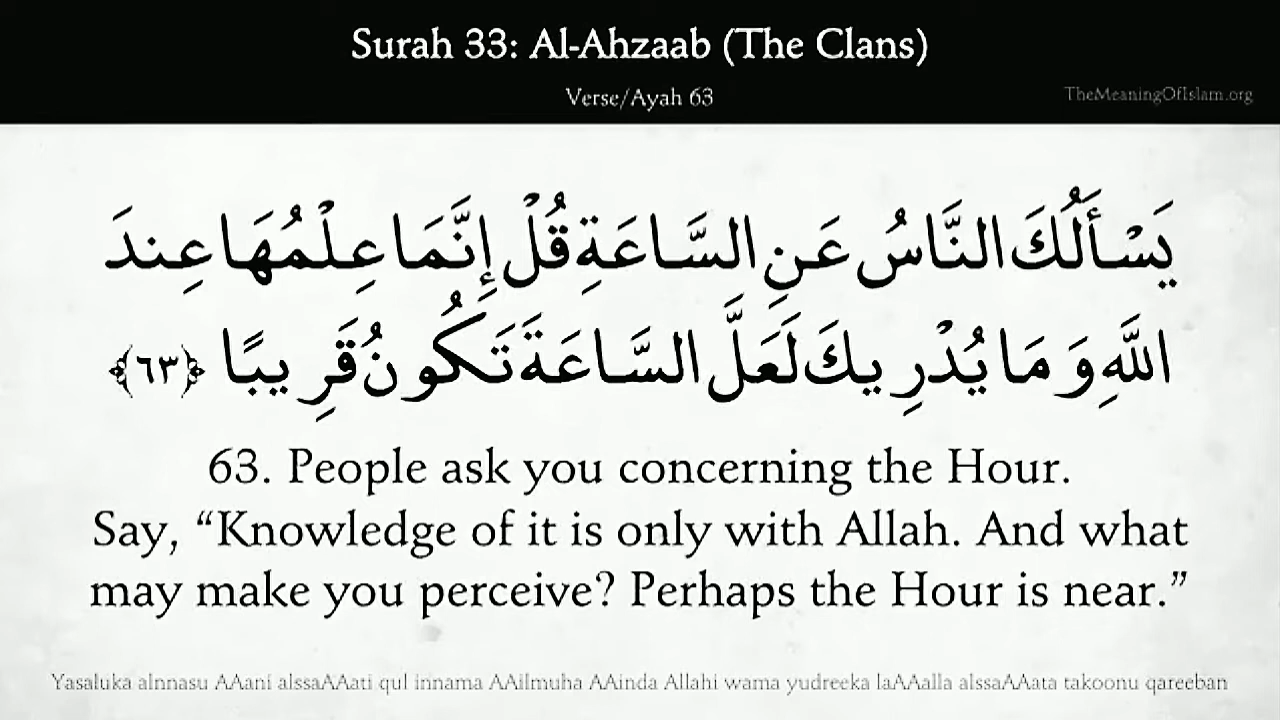 Surah 33: Al-Ahzaab (The Clans)
Verse/Ayah 63
TheMeaningOfIslam.org
يَسْأَلُكَ النَّاسُ عَنِ السَّاعَةِ قُلْ إِنَّمَا عِلْمُهَا عِندَ
اللَّهِ وَمَا يُدْرِيكَ لَعَلَّ السَّاعَةَ تَكُونُ قَرِيبًا ﴿٦٣﴾
63. People ask you concerning the Hour.
Say, “Knowledge of it is only with Allah. And what
may make you perceive? Perhaps the Hour is near.”
Yasaluka alnnasu AAani alssaAAati qul innama AAilmuha AAinda Allahi wama yudreeka laAAalla alssaAAata takoonu qareeban